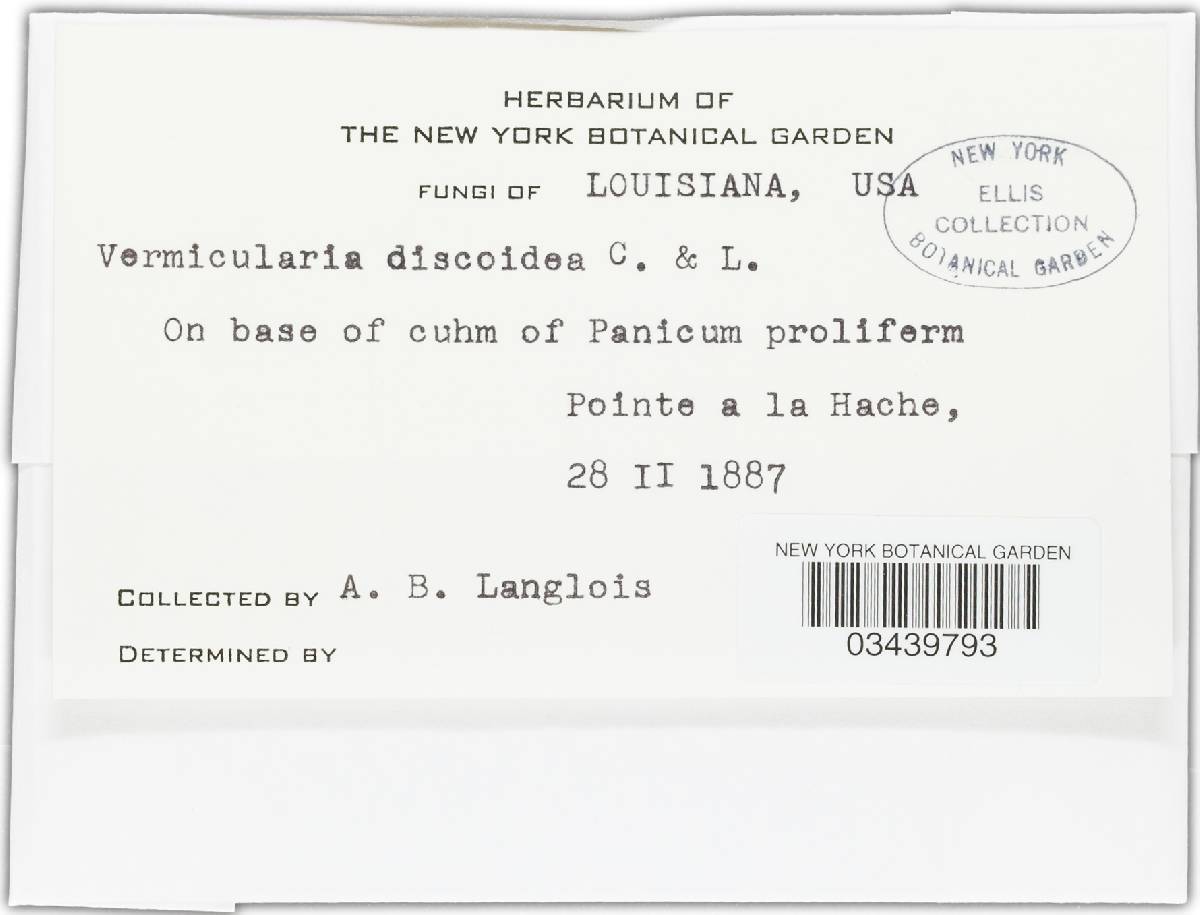 HERBARIUM OF
THE NEW YORK BOTANICAL GARDEN
FUNGI OF LOUISIANA, USA
NEW YORK
ELLIS
COLLECTION
BOTANICAL GARDEN
Vermicularia discoidea C. & L.
On base of cuhm of Panicum proliferm
Pointe a la Hache,
28 II 1887
NEW YORK BOTANICAL GARDEN
03439793
COLLECTED BY A. B. Langlois
DETERMINED BY